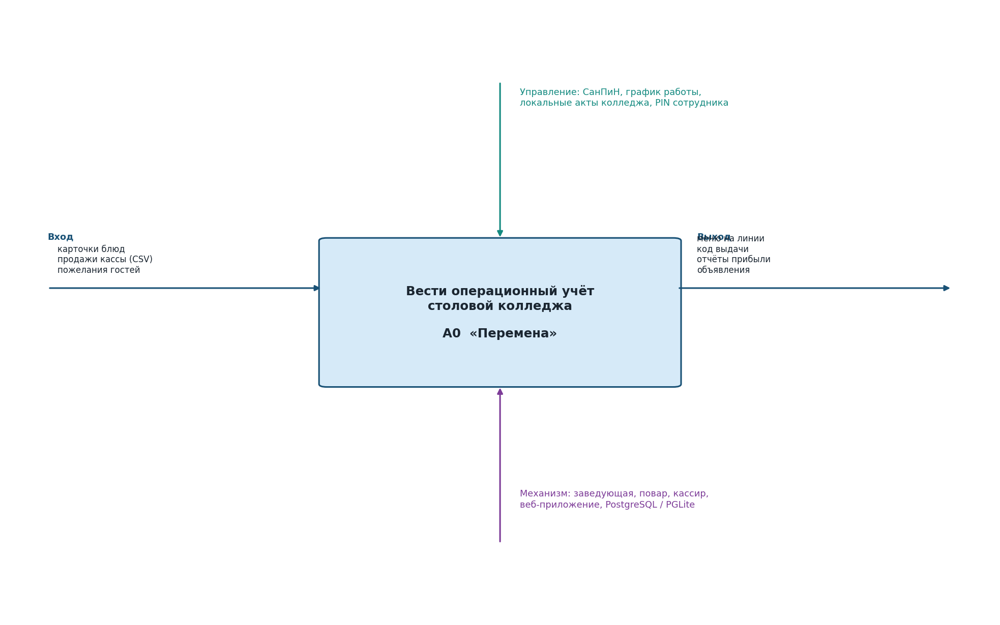 Управление: СанПиН, график работы,
локальные акты колледжа, PIN сотрудника
Вход
карточки блюд
продажи кассы (CSV)
пожелания гостей
Выход
меню на линии
код выдачи
отчёты прибыли
объявления
Вести операционный учёт
столовой колледжа
А0 «Перемена»
Механизм: заведующая, повар, кассир,
веб-приложение, PostgreSQL / PGLite